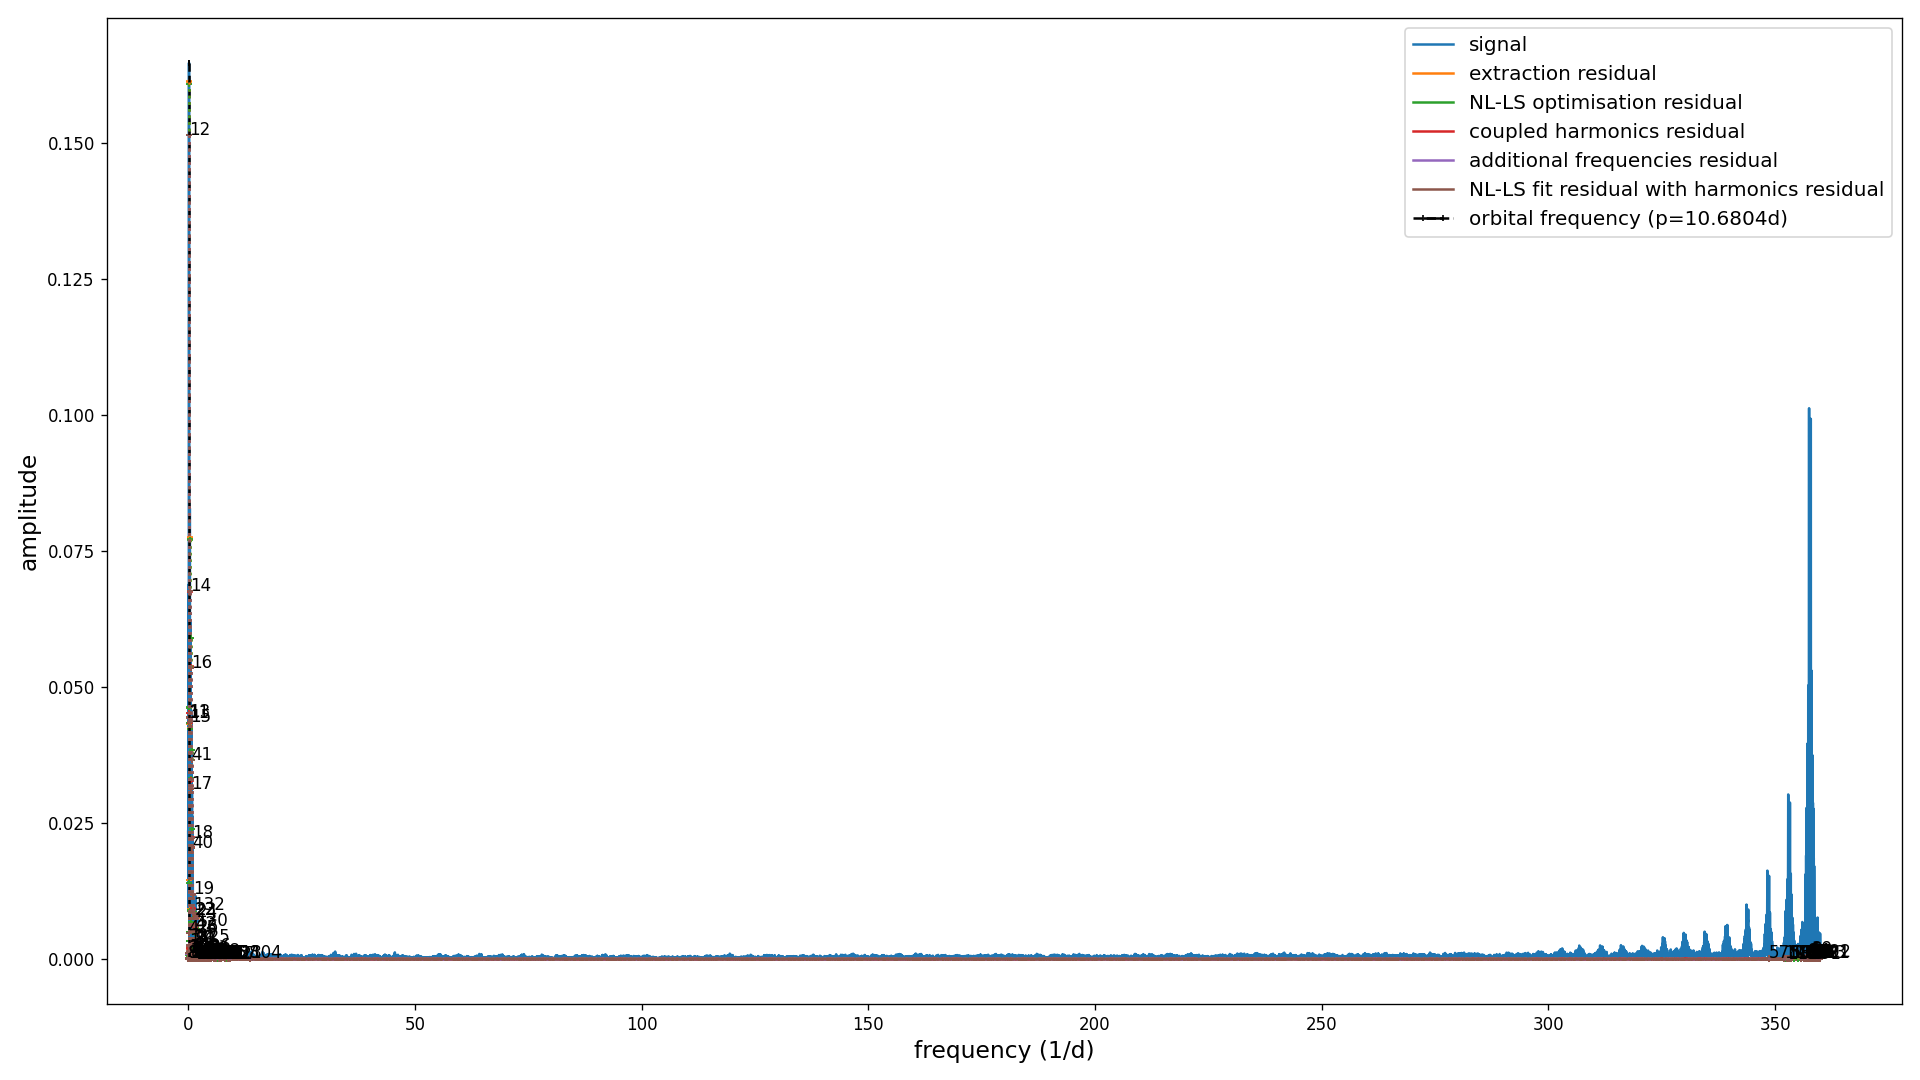 signal
extraction residual
NL-LS optimisation residual
coupled harmonics residual
additional frequencies residual
NL-LS fit residual with harmonics residual
orbital frequency (p=10.6804d)
0.150
0.125
0.100
0.075
0.050
0.025
0.000
amplitude
12
14
16
15
41
17
18
40
19
0
50
100
150
200
250
300
350
frequency (1/d)